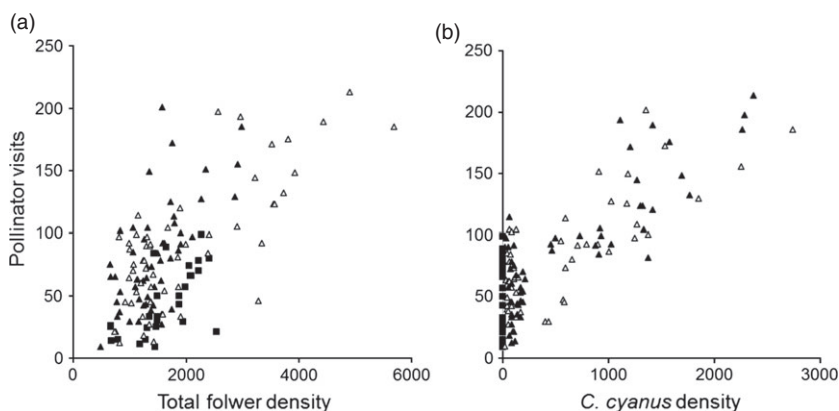 (a)
(b)
250
200
150
100
50
0
Pollinator visits
0 2000 4000 6000
Total folwer density
250
200
150
100
50
0
0 1000 2000 3000
C. cyanus density